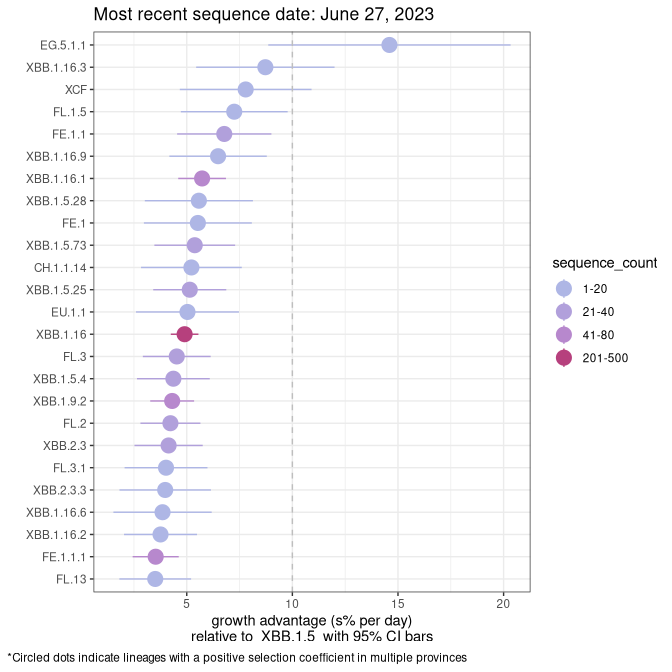 Most recent sequence date: June 27, 2023
EG.5.1.1
XBB.1.16.3
XCF
FL.1.5
FE.1.1
XBB.1.16.9
XBB.1.16.1
XBB.1.5.28
FE.1
XBB.1.5.73
CH.1.1.14
XBB.1.5.25
EU.1.1
XBB.1.16
FL.3
XBB.1.5.4
XBB.1.9.2
FL.2
XBB.2.3
FL.3.1
XBB.2.3.3
XBB.1.16.6
XBB.1.16.2
FE.1.1.1
FL.13
5 10 15 20
growth advantage (s% per day)
relative to XBB.1.5 with 95% CI bars
sequence_count
1-20
21-40
41-80
201-500
*Circled dots indicate lineages with a positive selection coefficient in multiple provinces